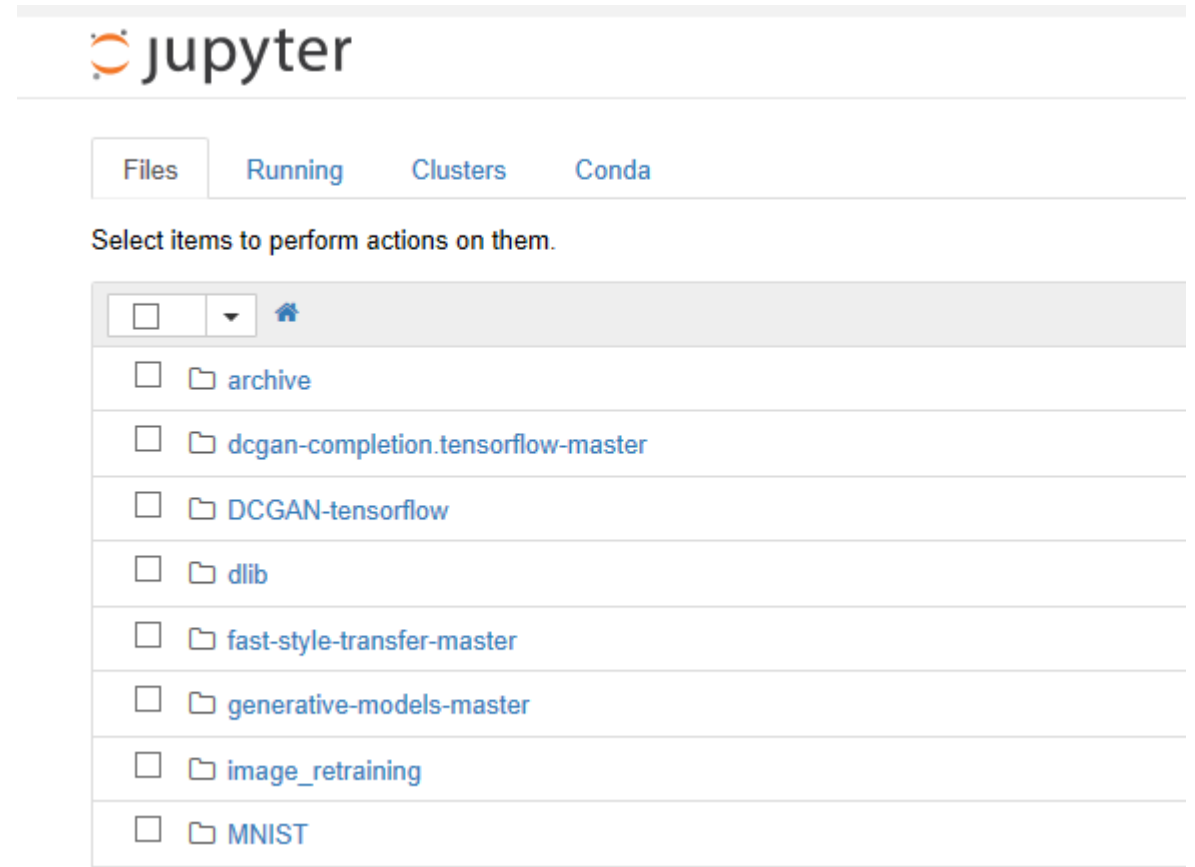 jupyter
Files Running Clusters Conda
Select items to perform actions on them.
archive
dcgan-completion.tensorflow-master
DCGAN-tensorflow
dlib
fast-style-transfer-master
generative-models-master
image_retraining
MNIST